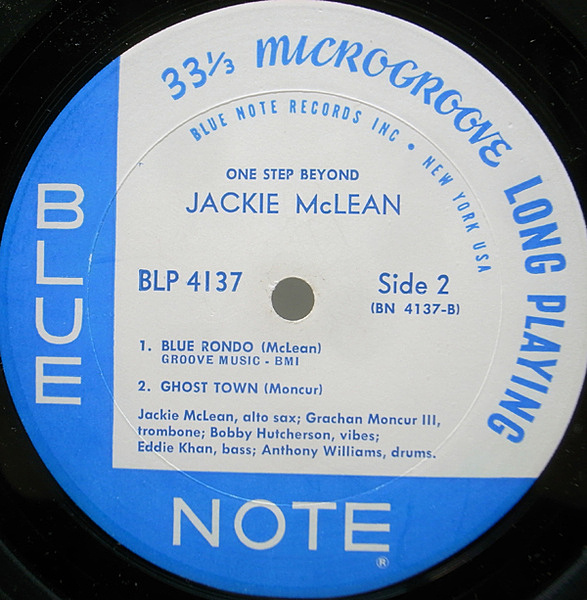 33⅓ MICROGROOVE LONG PLAYING
BLUE NOTE RECORDS INC • NEW YORK USA
ONE STEP BEYOND
JACKIE McLEAN
BLP 4137
Side 2
(BN 4137-B)
1. BLUE RONDO (McLean)
GROOVE MUSIC - BMI
2. GHOST TOWN (Moncur)
Jackie McLean, alto sax; Grachan Moncur III,
trombone; Bobby Hutcherson, vibes;
Eddie Khan, bass; Anthony Williams, drums.
BLUE
NOTE
®